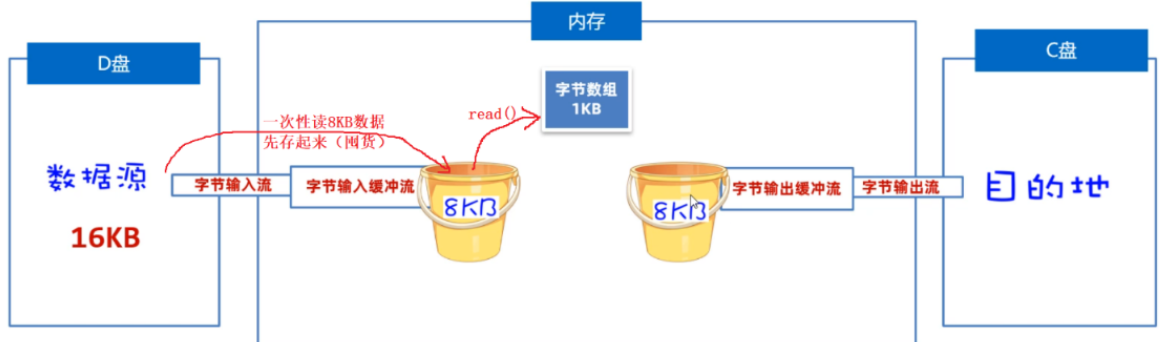 内存
D盘
C盘
字节数组
1KB
一次性读8KB数据
先存起来（囤货）
read()
数据源
字节输入流
字节输入缓冲流
8KB
8KB
字节输出缓冲流
字节输出流
目的地
16KB